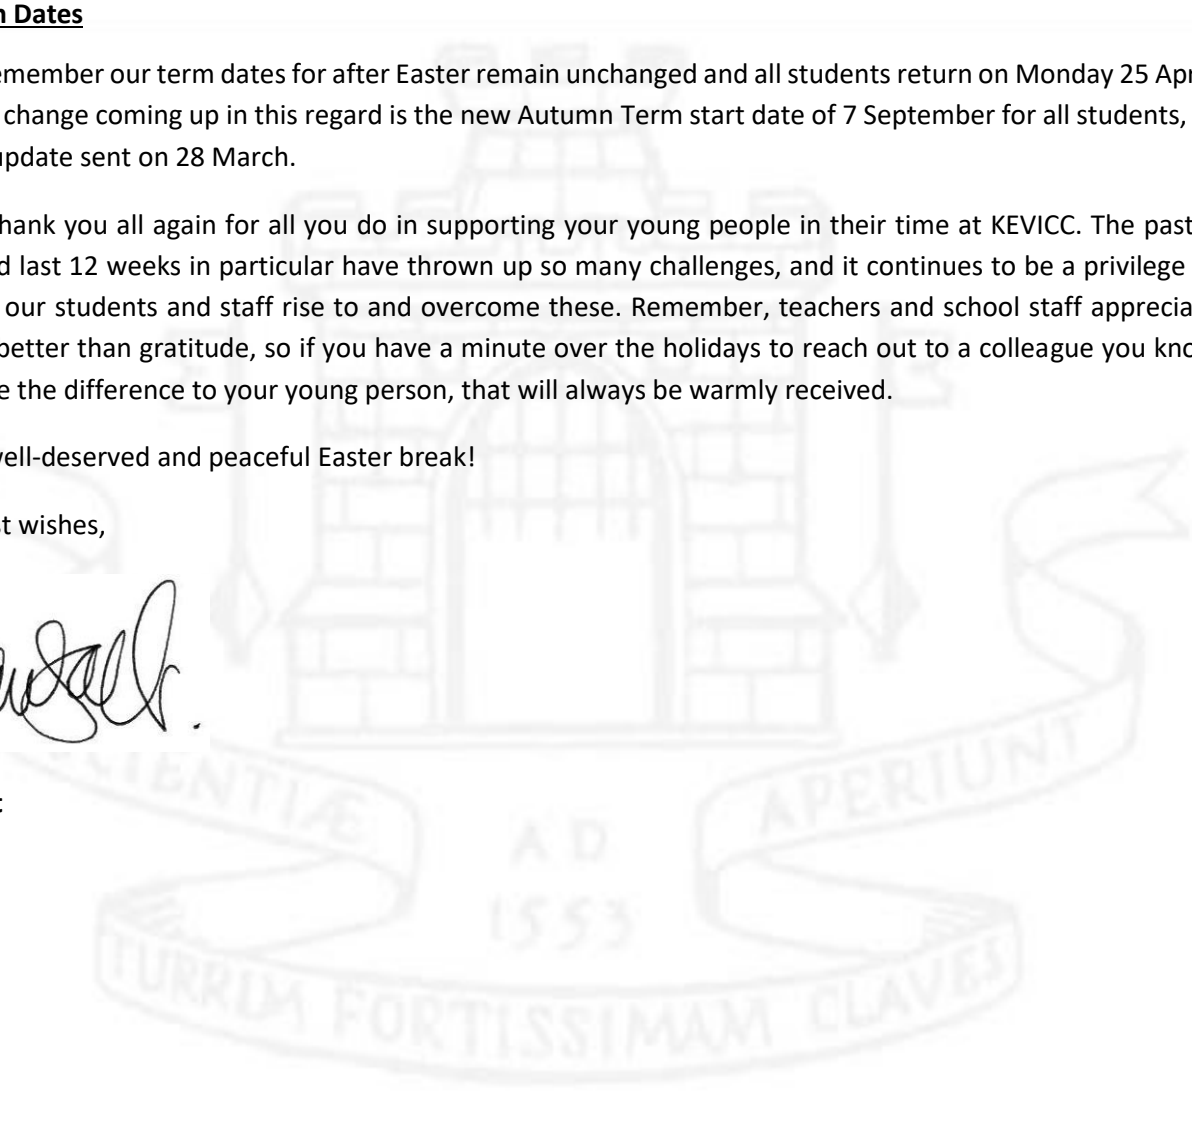 n Dates
emember our term dates for after Easter remain unchanged and all students return on Monday 25 Apr
change coming up in this regard is the new Autumn Term start date of 7 September for all students,
update sent on 28 March.
hank you all again for all you do in supporting your young people in their time at KEVICC. The past
d last 12 weeks in particular have thrown up so many challenges, and it continues to be a privilege
our students and staff rise to and overcome these. Remember, teachers and school staff apprecia
better than gratitude, so if you have a minute over the holidays to reach out to a colleague you kno
e the difference to your young person, that will always be warmly received.
well-deserved and peaceful Easter break!
st wishes,
t
SCIENTIÆ
APERIUNT
A D
1553
TURRIM FORTISSIMAM CLAVES